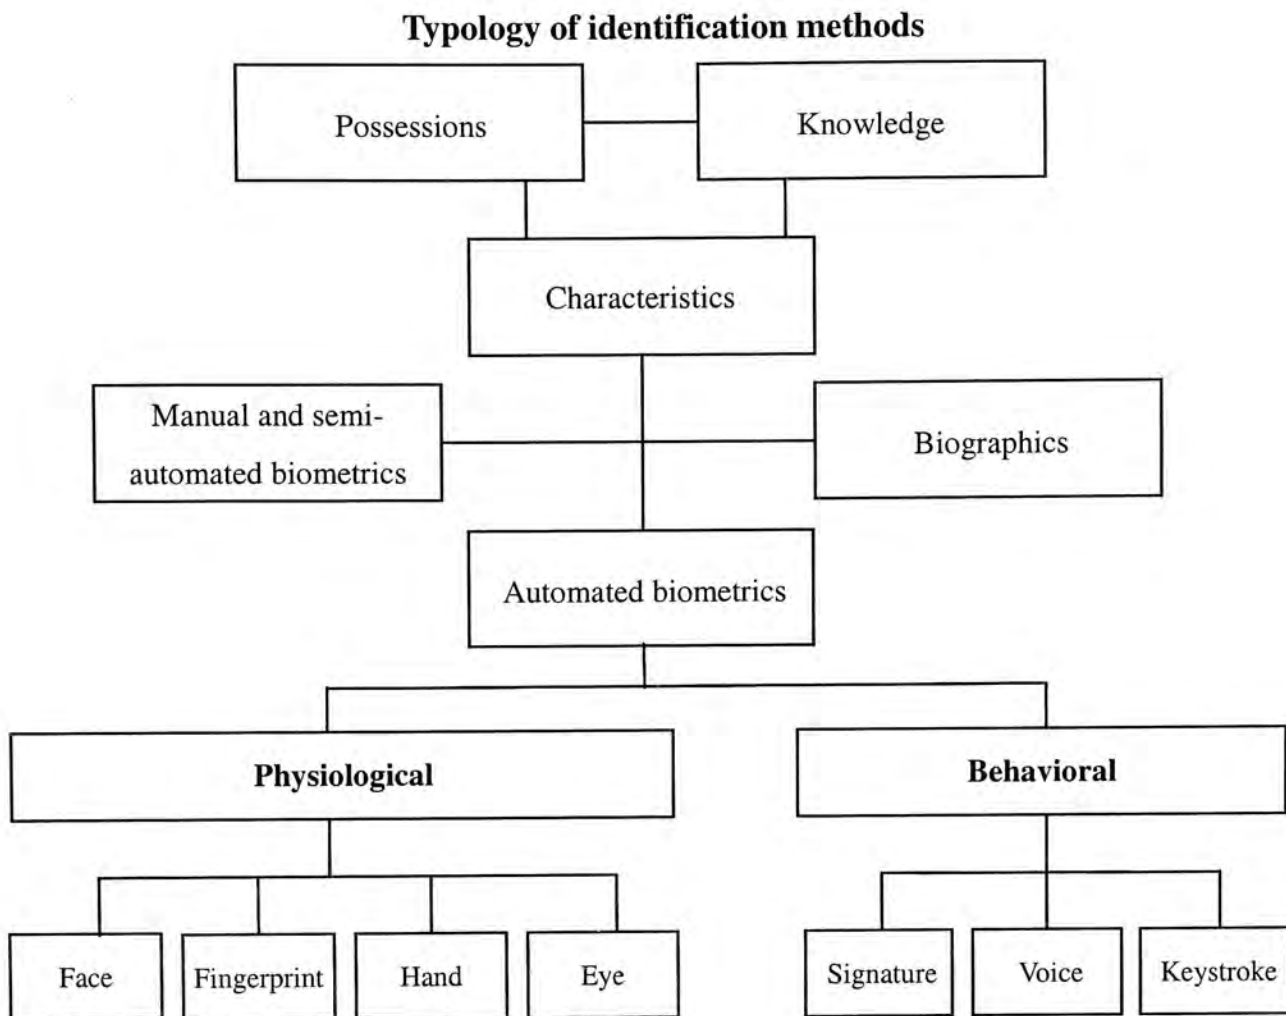 Typology of identification methods
Possessions
Knowledge
Characteristics
Manual and semi-
automated biometrics
Biographics
Automated biometrics
Physiological
Behavioral
Face
Fingerprint
Hand
Eye
Signature
Voice
Keystroke